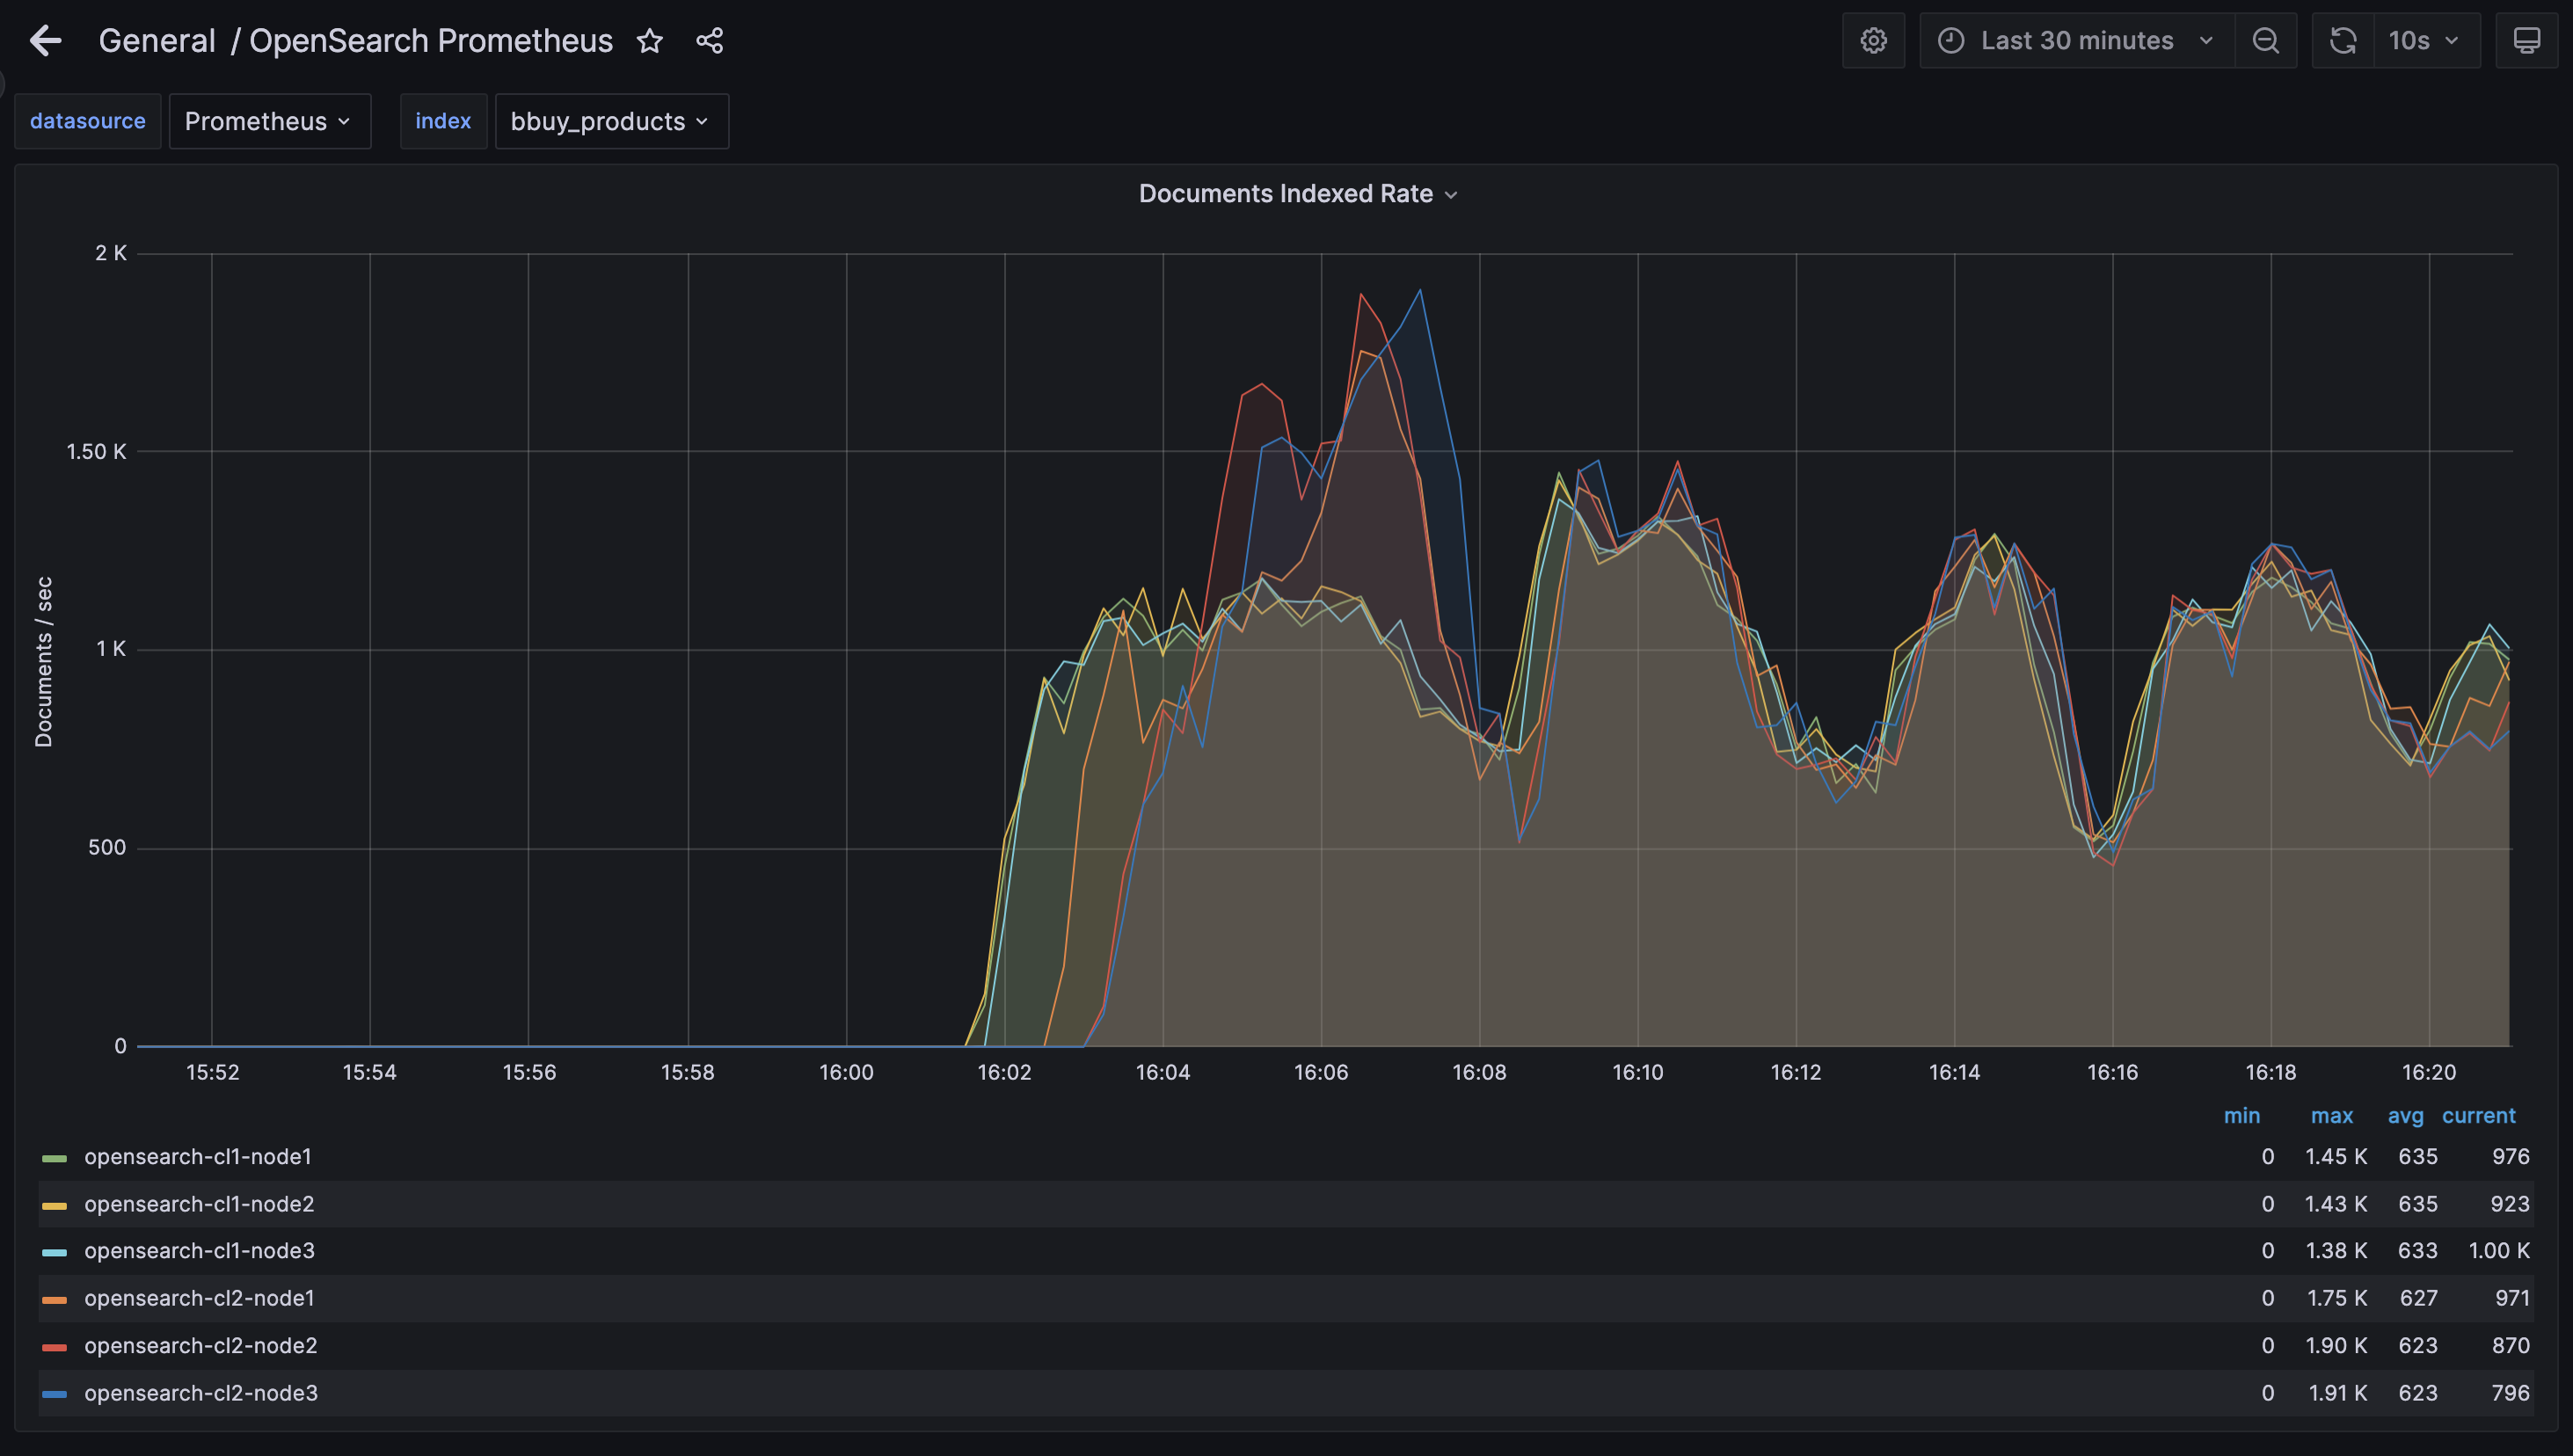 General / OpenSearch Prometheus
Last 30 minutes
10s
datasource Prometheus index bbuy_products
Documents Indexed Rate
Documents / sec
2 K
1.50 K
1 K
500
0
15:52 15:54 15:56 15:58 16:00 16:02 16:04 16:06 16:08 16:10 16:12 16:14 16:16 16:18 16:20
min max avg current
opensearch-cl1-node1 0 1.45 K 635 976
opensearch-cl1-node2 0 1.43 K 635 923
opensearch-cl1-node3 0 1.38 K 633 1.00 K
opensearch-cl2-node1 0 1.75 K 627 971
opensearch-cl2-node2 0 1.90 K 623 870
opensearch-cl2-node3 0 1.91 K 623 796